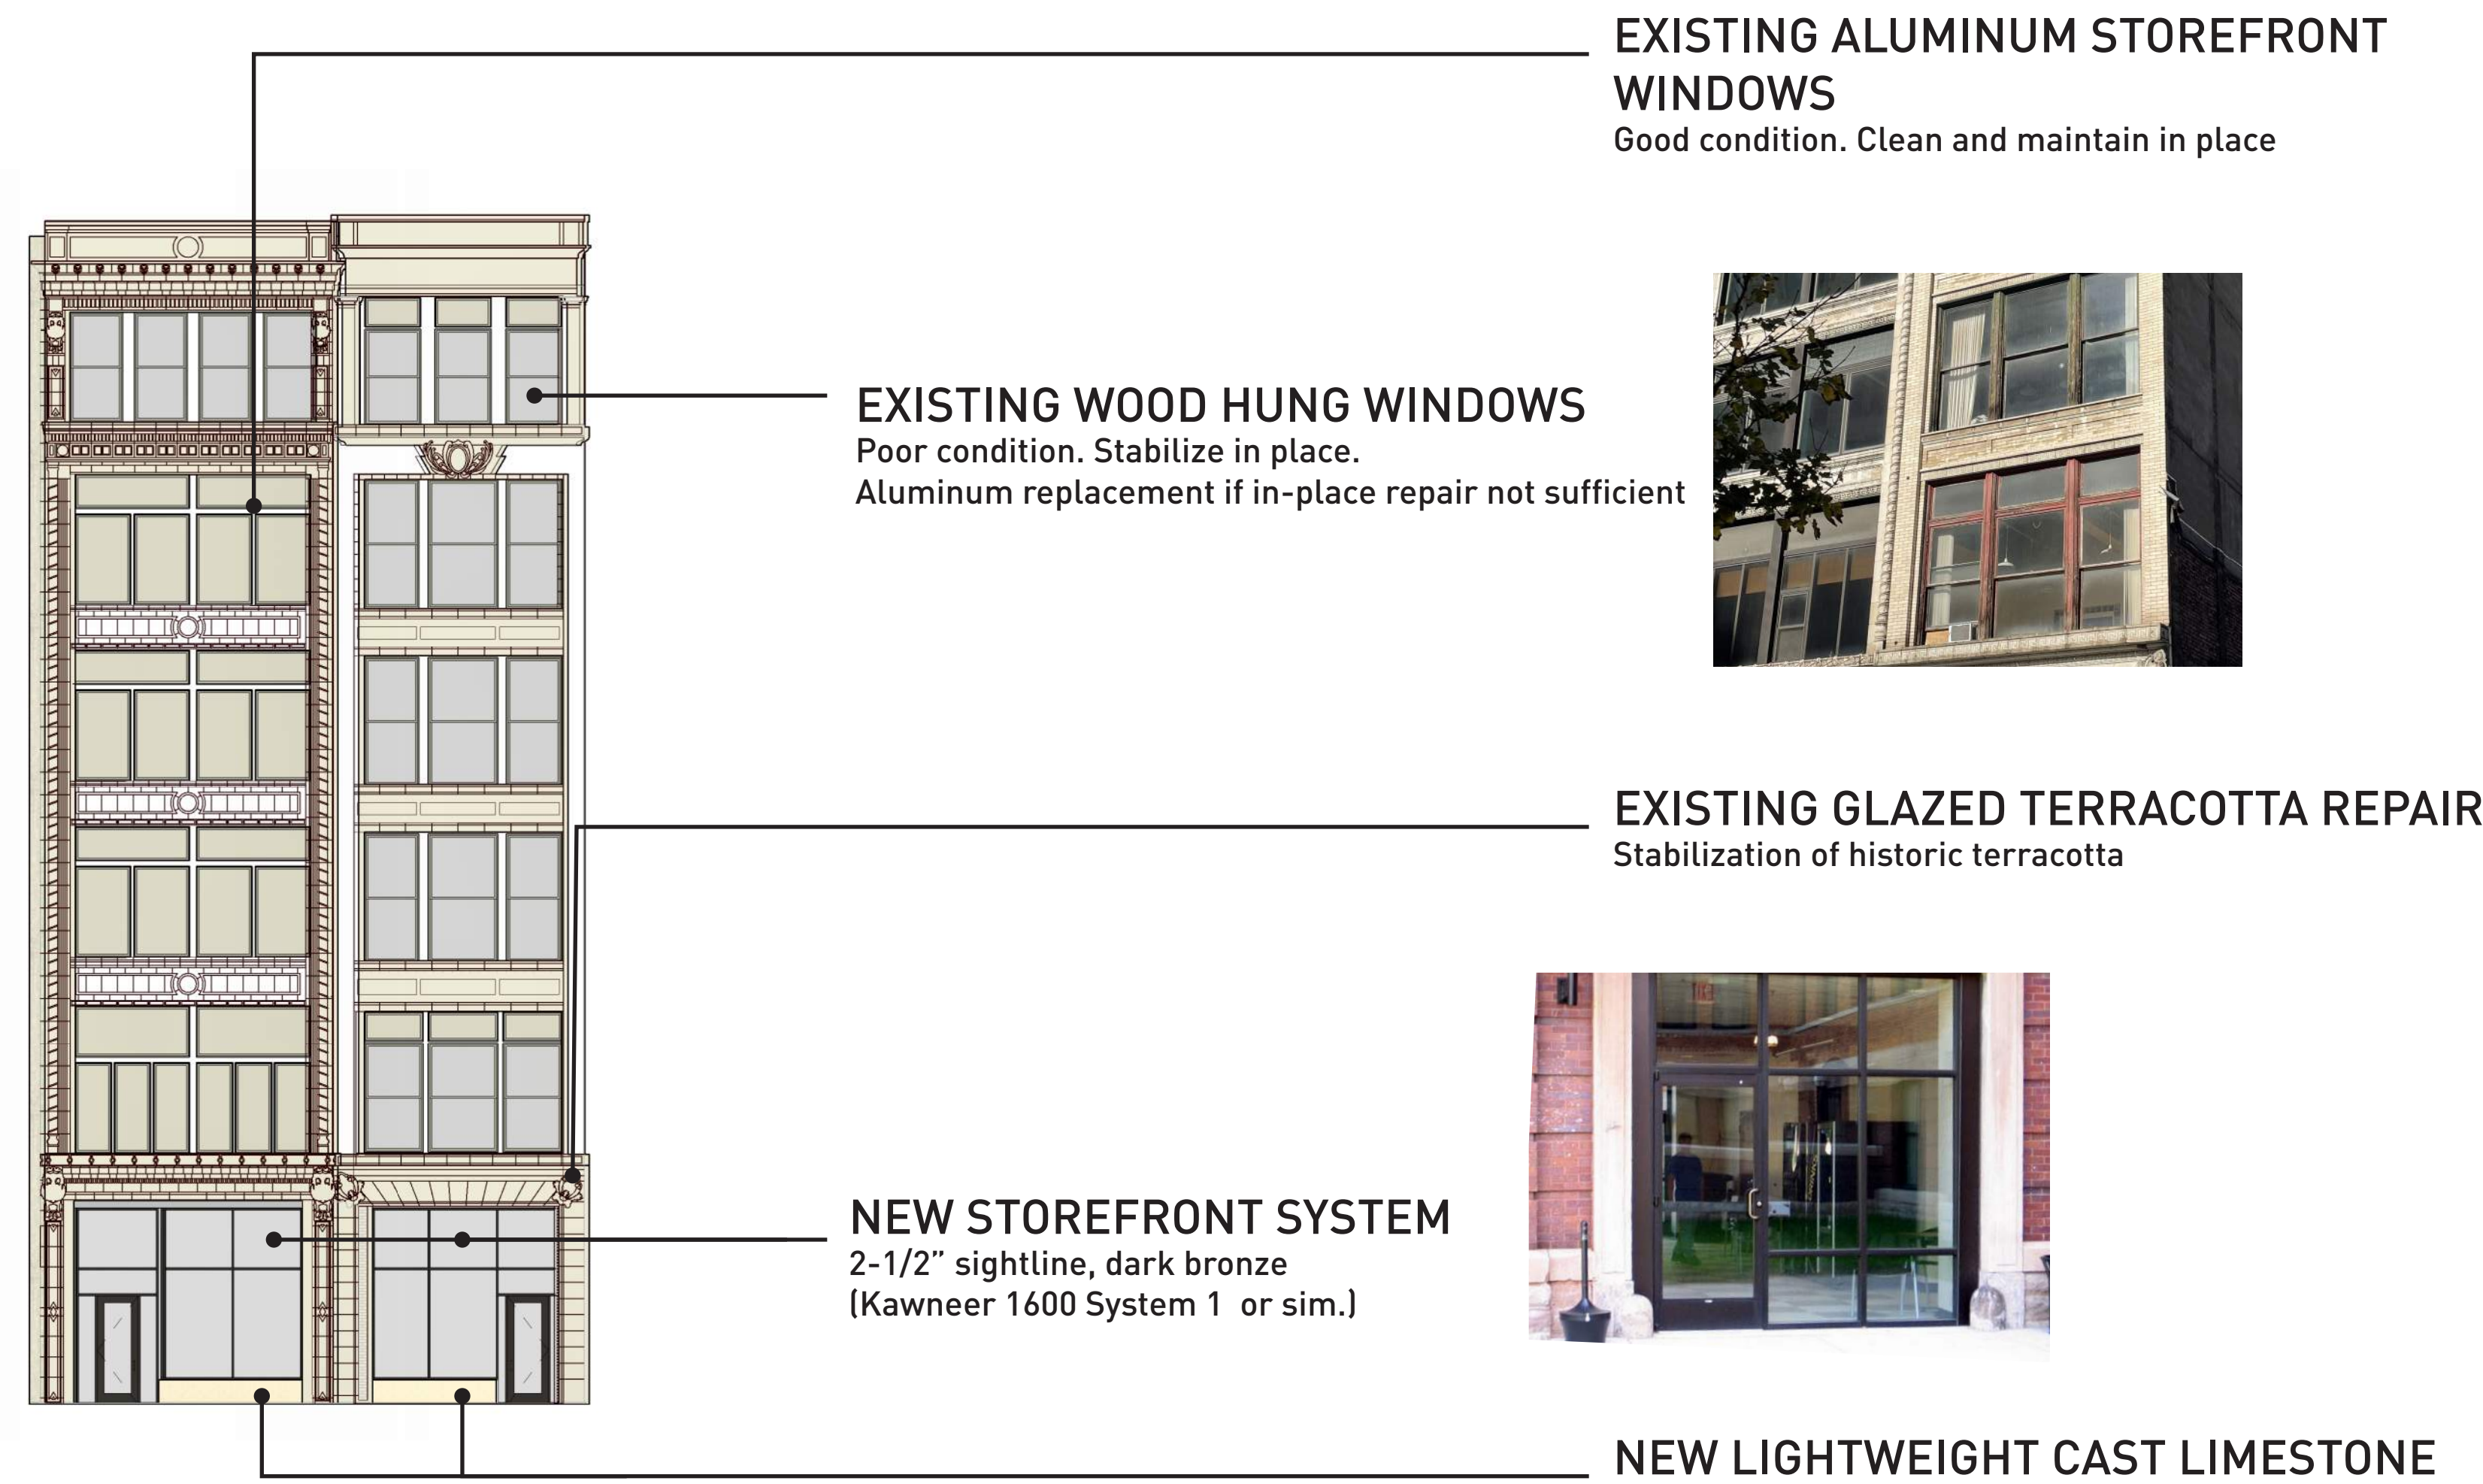 EXISTING ALUMINUM STOREFRONT
WINDOWS
Good condition. Clean and maintain in place
EXISTING WOOD HUNG WINDOWS
Poor condition. Stabilize in place.
Aluminum replacement if in-place repair not sufficient
EXISTING GLAZED TERRACOTTA REPAIR
Stabilization of historic terracotta
NEW STOREFRONT SYSTEM
2-1/2” sightline, dark bronze
(Kawneer 1600 System 1 or sim.)
NEW LIGHTWEIGHT CAST LIMESTONE